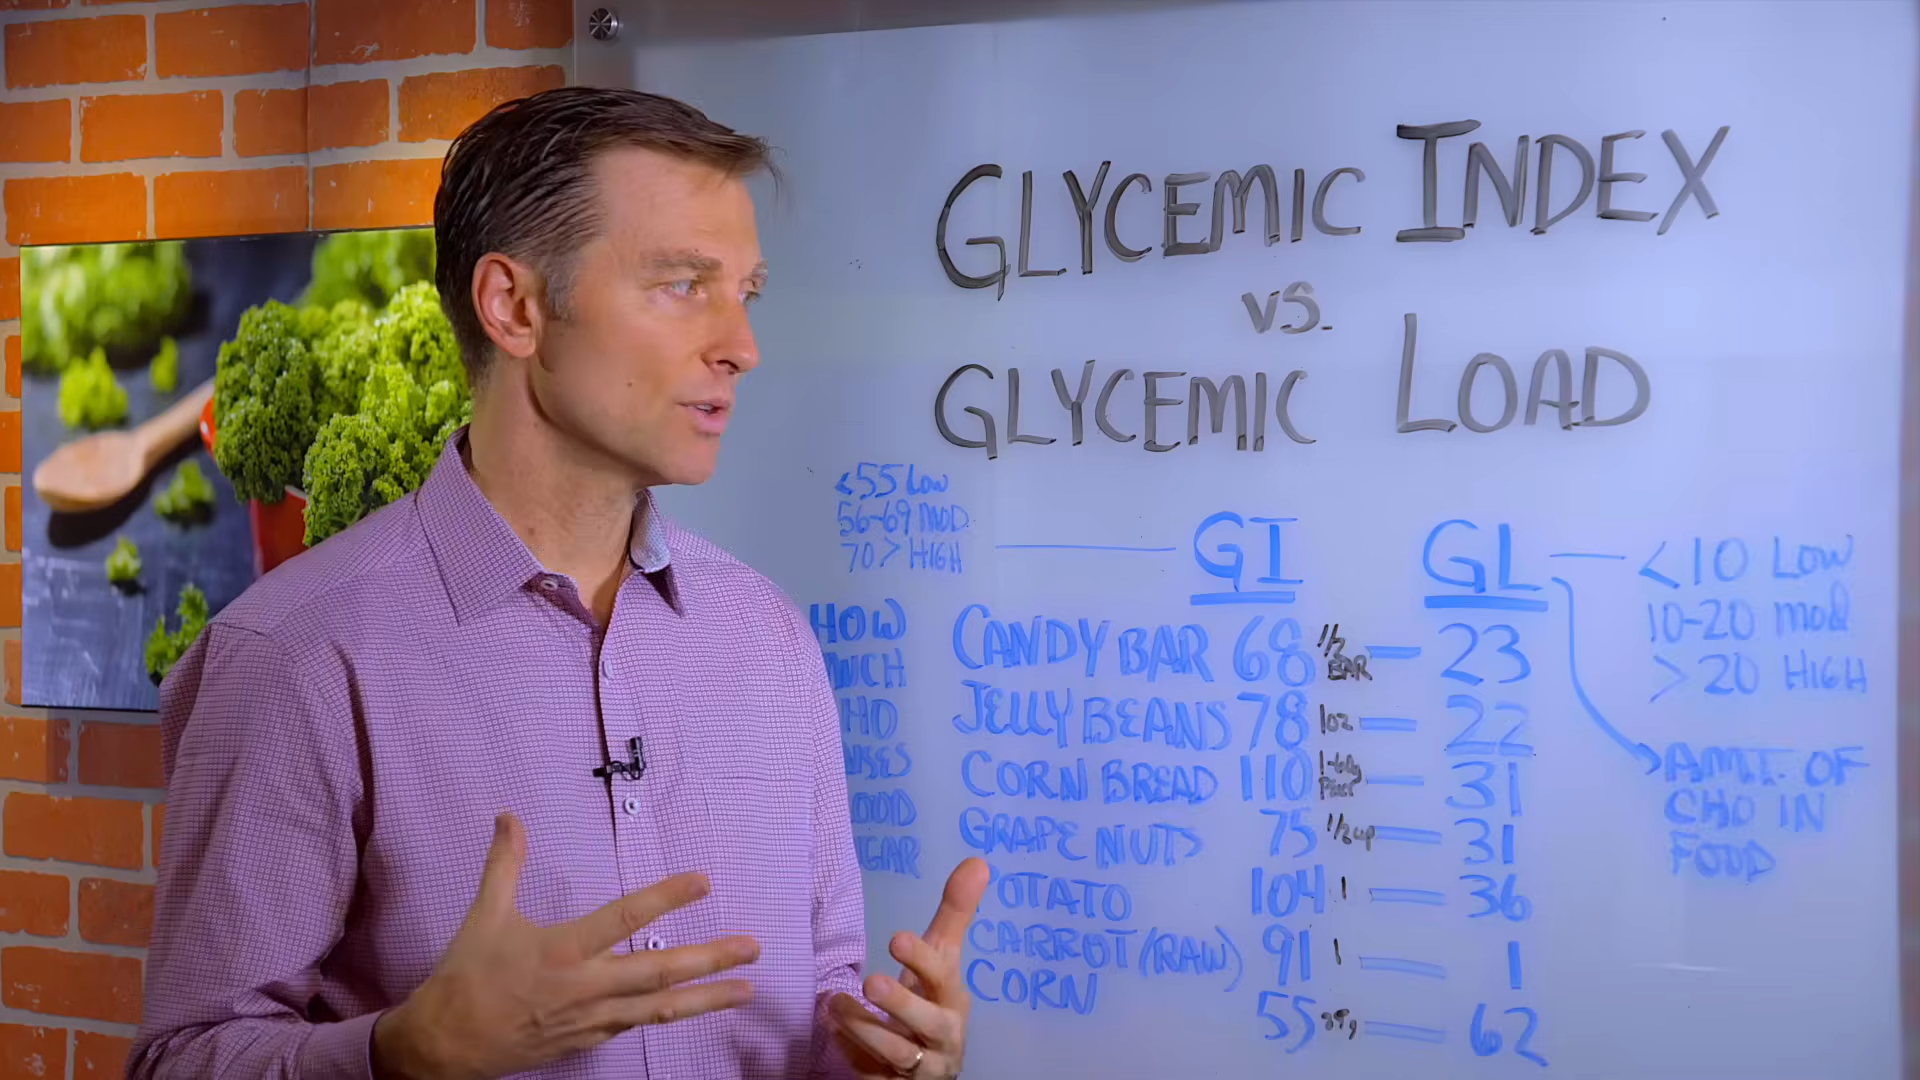 GLYCEMIC INDEX
VS.
GLYCEMIC LOAD
<55 LOW
56-69 MOD
70> HIGH
GI
GL
<10 LOW
10-20 MOD
>20 HIGH
AMT. OF
CHO IN
FOOD
HOW
CANDY BAR 68 1/2 BAR — 23
JELLY BEANS 78 1oz — 22
CORN BREAD 110 — 31
GRAPE NUTS 75 1/2 cup — 31
POTATO 104 1 — 36
CARROT/(RAW) 91 1 — 1
CORN 55 — 62